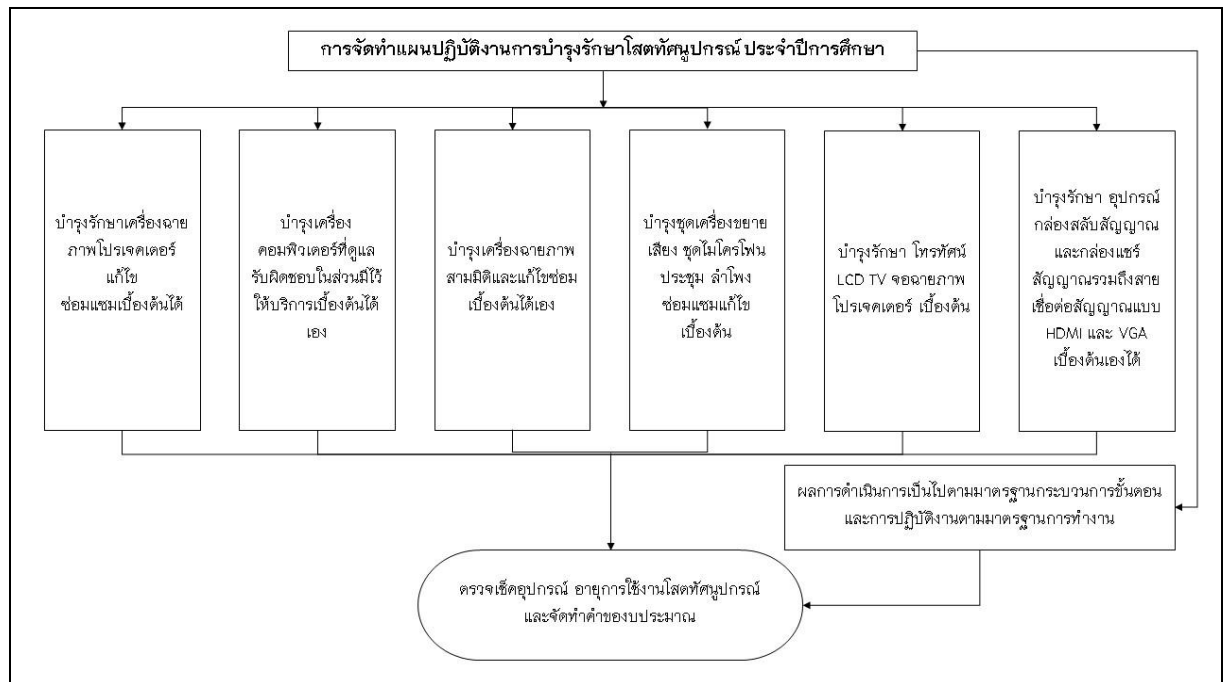 การจัดทำแผนปฏิบัติงานการบำรุงรักษาโสตทัศนูปกรณ์ ประจำปีการศึกษา
บำรุงรักษาเครื่องฉาย
ภาพโปรเจคเตอร์
แก้ไข
ซ่อมแซมเบื้องต้นได้
บำรุงเครื่อง
คอมพิวเตอร์ที่ดูแล
รับผิดชอบในส่วนมีไว้
ให้บริการเบื้องต้นได้
เอง
บำรุงเครื่องฉายภาพ
สามมิติและแก้ไขซ่อม
เบื้องต้นได้เอง
บำรุงชุดเครื่องขยาย
เสียง ชุดไมโครโฟน
ประชุม ลำโพง
ซ่อมแซมแก้ไข
เบื้องต้น
บำรุงรักษา โทรทัศน์
LCD TV จอฉายภาพ
โปรเจคเตอร์ เบื้องต้น
บำรุงรักษา อุปกรณ์
กล่องสลับสัญญาณ
และกล่องแชร์
สัญญาณรวมถึงสาย
เชื่อต่อสัญญาณแบบ
HDMI และ VGA
เบื้องต้นเองได้
ผลการดำเนินการเป็นไปตามมาตรฐานกระบวนการขั้นตอน
และการปฏิบัติงานตามมาตรฐานการทำงาน
ตรวจเช็คอุปกรณ์ อายุการใช้งานโสตทัศนูปกรณ์
และจัดทำคำของบประมาณ